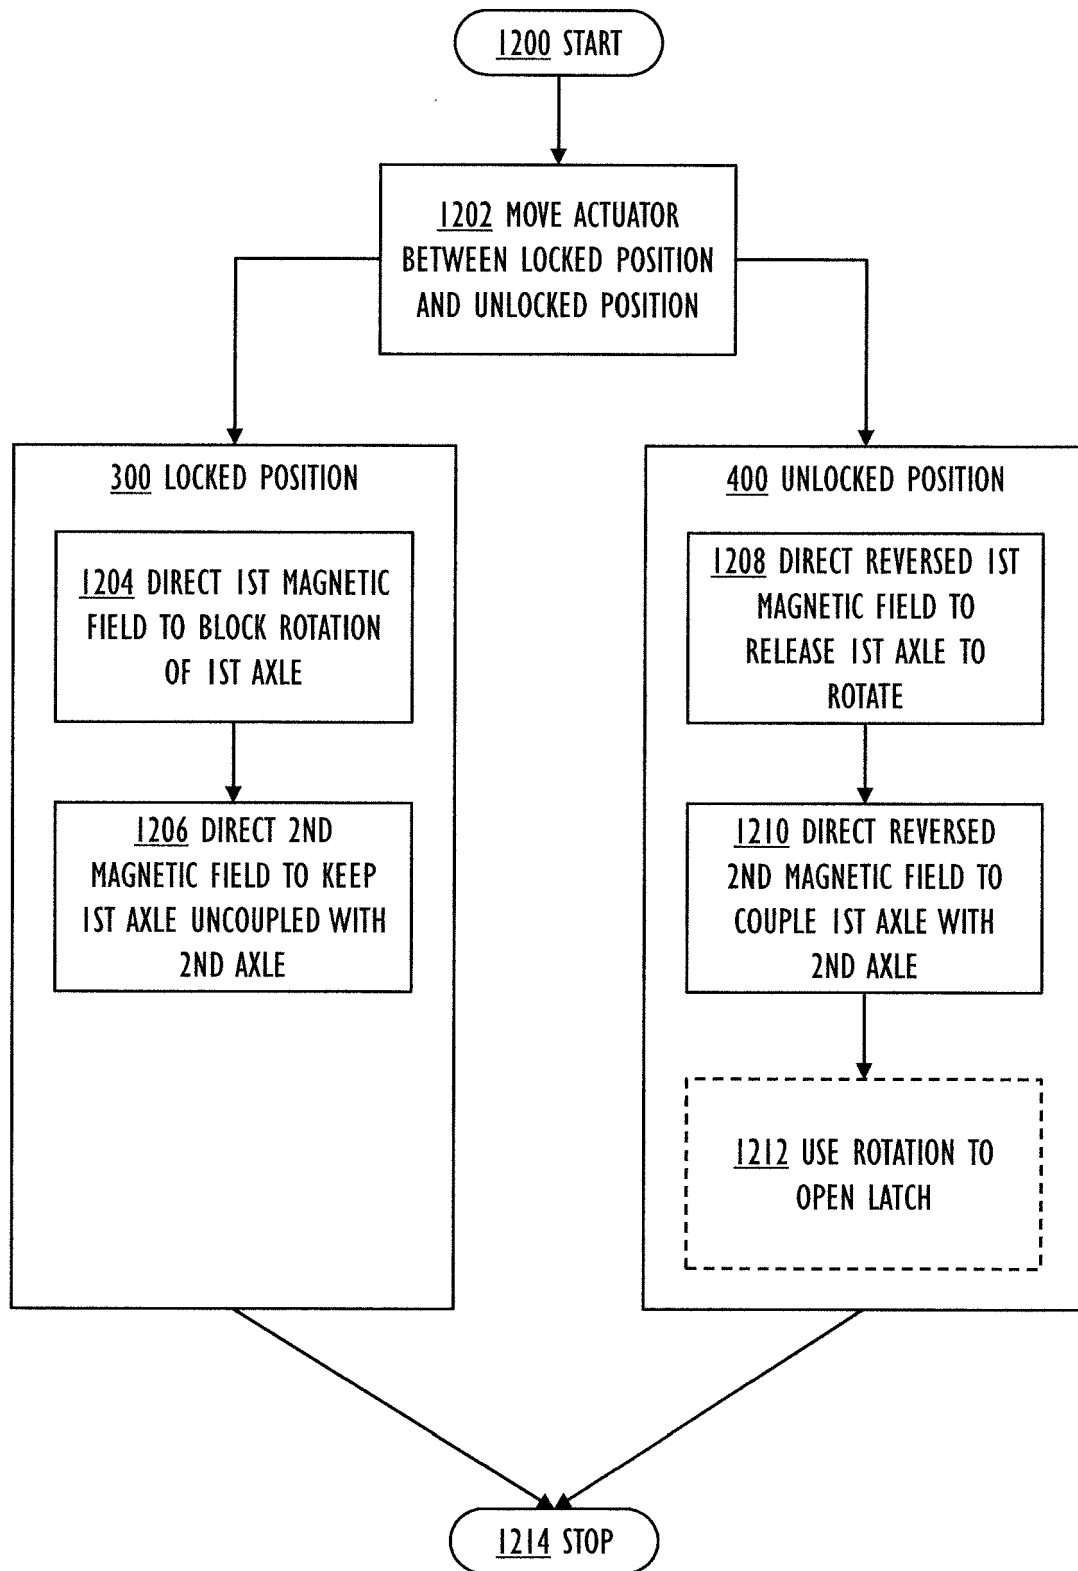 1200 START
1202 MOVE ACTUATOR
BETWEEN LOCKED POSITION
AND UNLOCKED POSITION
300 LOCKED POSITION
1204 DIRECT 1ST MAGNETIC
FIELD TO BLOCK ROTATION
OF 1ST AXLE
1206 DIRECT 2ND
MAGNETIC FIELD TO KEEP
1ST AXLE UNCOUPLED WITH
2ND AXLE
400 UNLOCKED POSITION
1208 DIRECT REVERSED 1ST
MAGNETIC FIELD TO
RELEASE 1ST AXLE TO
ROTATE
1210 DIRECT REVERSED
2ND MAGNETIC FIELD TO
COUPLE 1ST AXLE WITH
2ND AXLE
1212 USE ROTATION TO
OPEN LATCH
1214 STOP